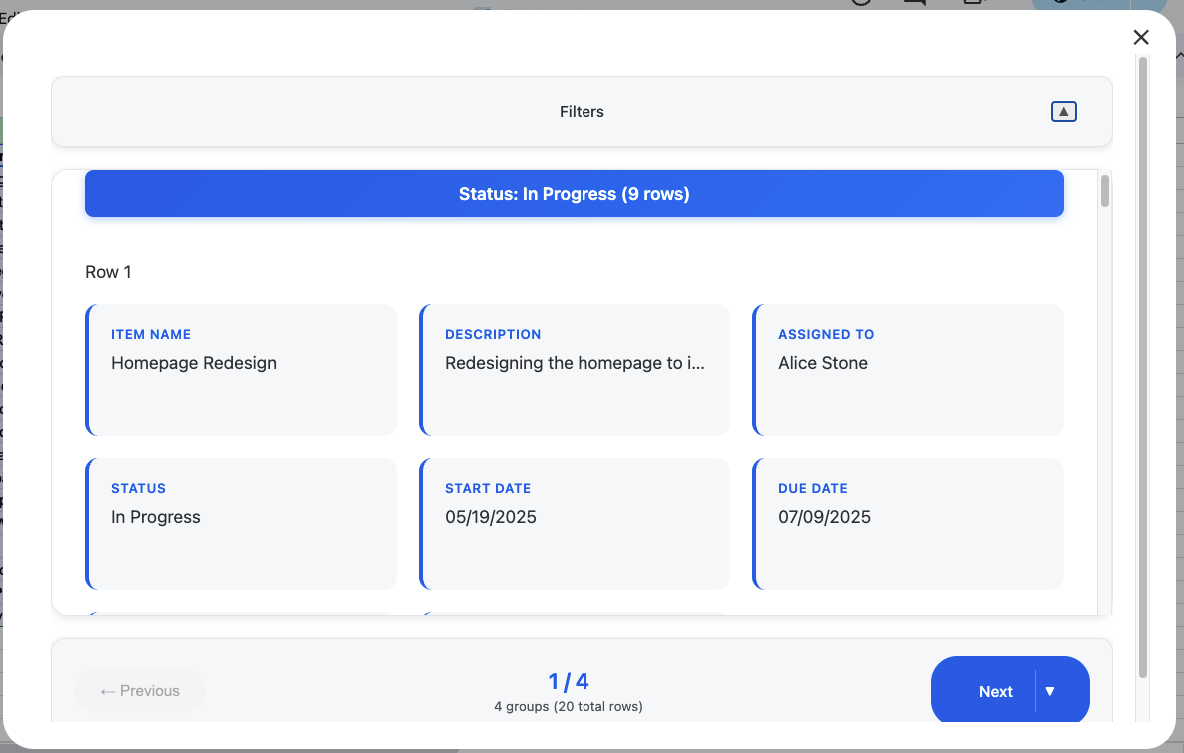 Filters
Status: In Progress (9 rows)
Row 1
ITEM NAME
Homepage Redesign
DESCRIPTION
Redesigning the homepage to i...
ASSIGNED TO
Alice Stone
STATUS
In Progress
START DATE
05/19/2025
DUE DATE
07/09/2025
← Previous
1 / 4
4 groups (20 total rows)
Next